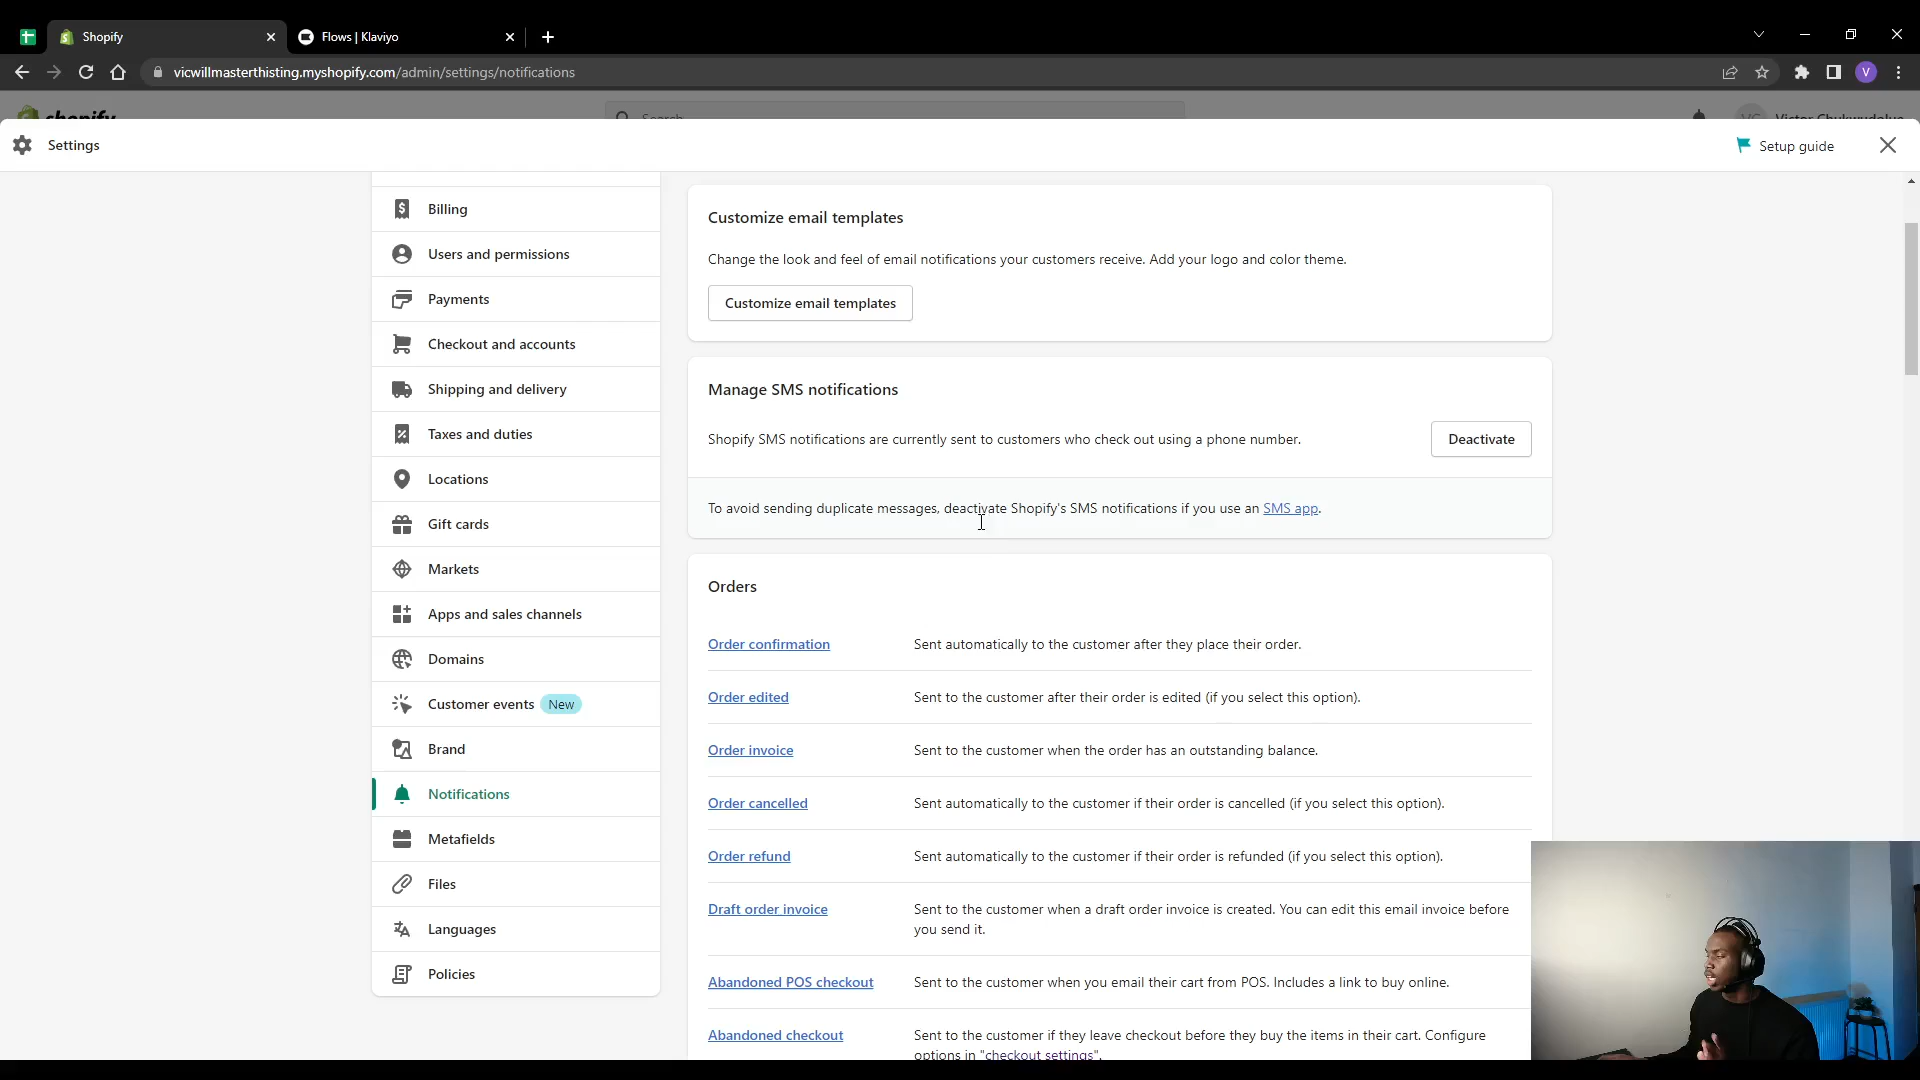 Shopify
Flows | Klaviyo
vicwillmasterthisting.myshopify.com/admin/settings/notifications
V
shopify
Search
VC
Victor Chukwudolue
Settings
Setup guide
Billing
Users and permissions
Payments
Checkout and accounts
Shipping and delivery
Taxes and duties
Locations
Gift cards
Markets
Apps and sales channels
Domains
Customer events New
Brand
Notifications
Metafields
Files
Languages
Policies
Customize email templates
Change the look and feel of email notifications your customers receive. Add your logo and color theme.
Customize email templates
Manage SMS notifications
Shopify SMS notifications are currently sent to customers who check out using a phone number.
Deactivate
To avoid sending duplicate messages, deactivate Shopify's SMS notifications if you use an SMS app.
Orders
Order confirmation Sent automatically to the customer after they place their order.
Order edited Sent to the customer after their order is edited (if you select this option).
Order invoice Sent to the customer when the order has an outstanding balance.
Order cancelled Sent automatically to the customer if their order is cancelled (if you select this option).
Order refund Sent automatically to the customer if their order is refunded (if you select this option).
Draft order invoice Sent to the customer when a draft order invoice is created. You can edit this email invoice before
you send it.
Abandoned POS checkout Sent to the customer when you email their cart from POS. Includes a link to buy online.
Abandoned checkout Sent to the customer if they leave checkout before they buy the items in their cart. Configure
options in "checkout settings".